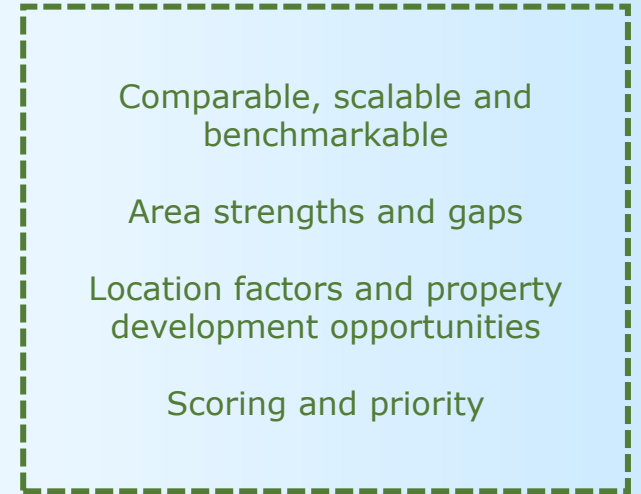 Comparable, scalable and
benchmarkable
Area strengths and gaps
Location factors and property
development opportunities
Scoring and priority